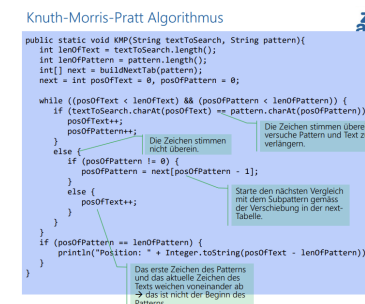 Knuth-Morris-Pratt Algorithmus
public static void KMP(String textToSearch, String pattern){
int lenOfText = textToSearch.length();
int lenOfPattern = pattern.length();
int[] next = buildNextTab(pattern);
next = int posOfText = 0, posOfPattern = 0;
while ((posOfText < lenOfText) && (posOfPattern < lenOfPattern)) {
if (textToSearch.charAt(posOfText) == pattern.charAt(posOfPattern))
posOfText++;
posOfPattern++;
}
Die Zeichen stimmen übere
versuche Pattern und Text z
verlängern.
Die Zeichen stimmen
nicht überein.
else {
if (posOfPattern != 0) {
posOfPattern = next[posOfPattern - 1];
}
else {
posOfText++;
}
}
}
Starte den nächsten Vergleich
mit dem Subpattern gemäss
der Verschiebung in der next-
Tabelle.
if (posOfPattern == lenOfPattern) {
println("Position: " + Integer.toString(posOfText - lenOfPattern))
}
}
Das erste Zeichen des Patterns
und das aktuelle Zeichen des
Texts weichen voneinander ab
→ das ist nicht der Beginn des
Patterns